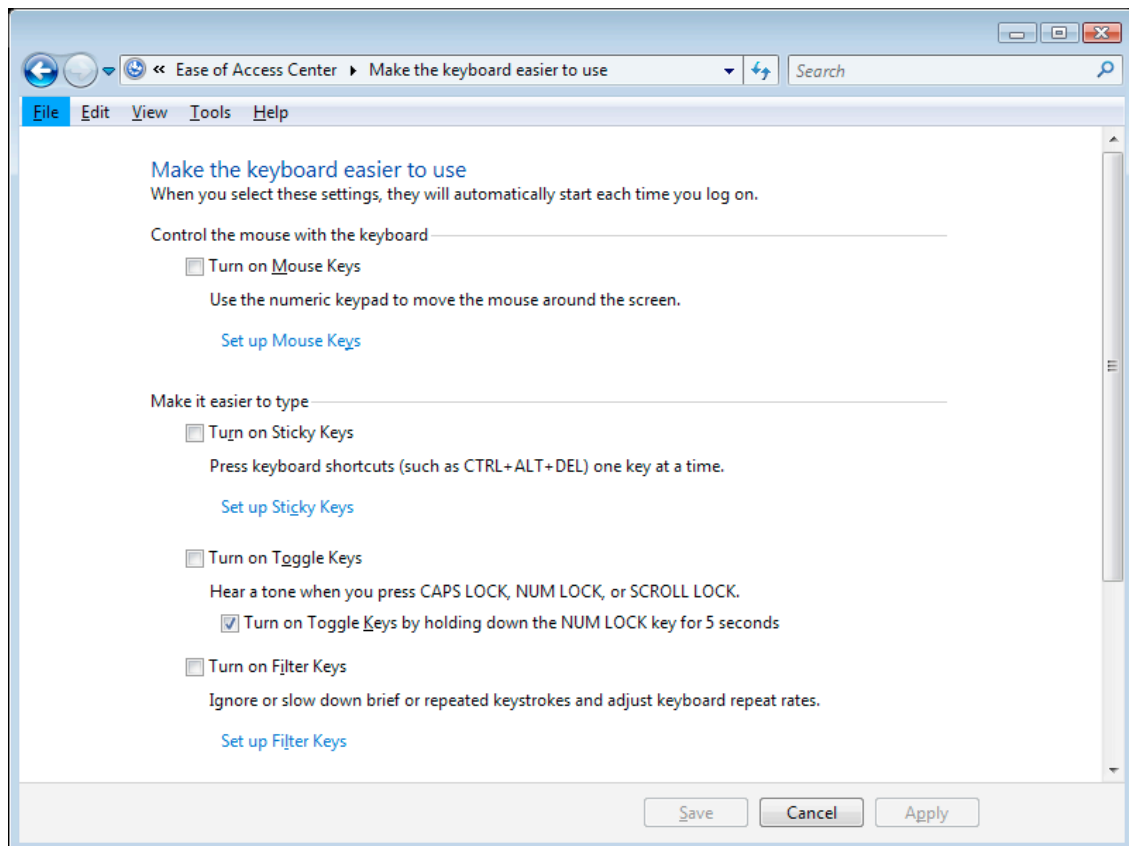 « Ease of Access Center ▸ Make the keyboard easier to use
Search
File Edit View Tools Help
Make the keyboard easier to use
When you select these settings, they will automatically start each time you log on.
Control the mouse with the keyboard
Turn on Mouse Keys
Use the numeric keypad to move the mouse around the screen.
Set up Mouse Keys
Make it easier to type
Turn on Sticky Keys
Press keyboard shortcuts (such as CTRL+ALT+DEL) one key at a time.
Set up Sticky Keys
Turn on Toggle Keys
Hear a tone when you press CAPS LOCK, NUM LOCK, or SCROLL LOCK.
Turn on Toggle Keys by holding down the NUM LOCK key for 5 seconds
Turn on Filter Keys
Ignore or slow down brief or repeated keystrokes and adjust keyboard repeat rates.
Set up Filter Keys
Save Cancel Apply